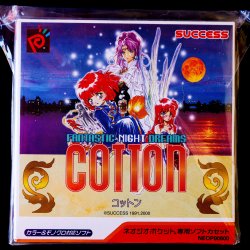 SUCCESS
FANTASTIC NIGHT DREAMS
COTTON
コットン
©SUCCESS 1991,2000
カラー&モノクロ対応ソフト
ネオジオポケット専用ソフトカセット